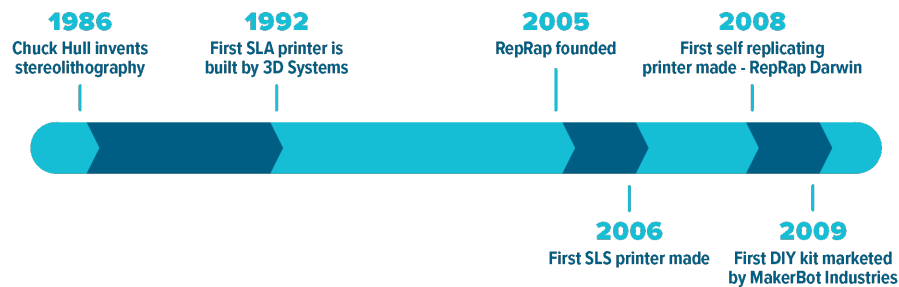 1986
Chuck Hull invents
stereolithography
1992
First SLA printer is
built by 3D Systems
2005
RepRap founded
2008
First self replicating
printer made - RepRap Darwin
2006
First SLS printer made
2009
First DIY kit marketed
by MakerBot Industries